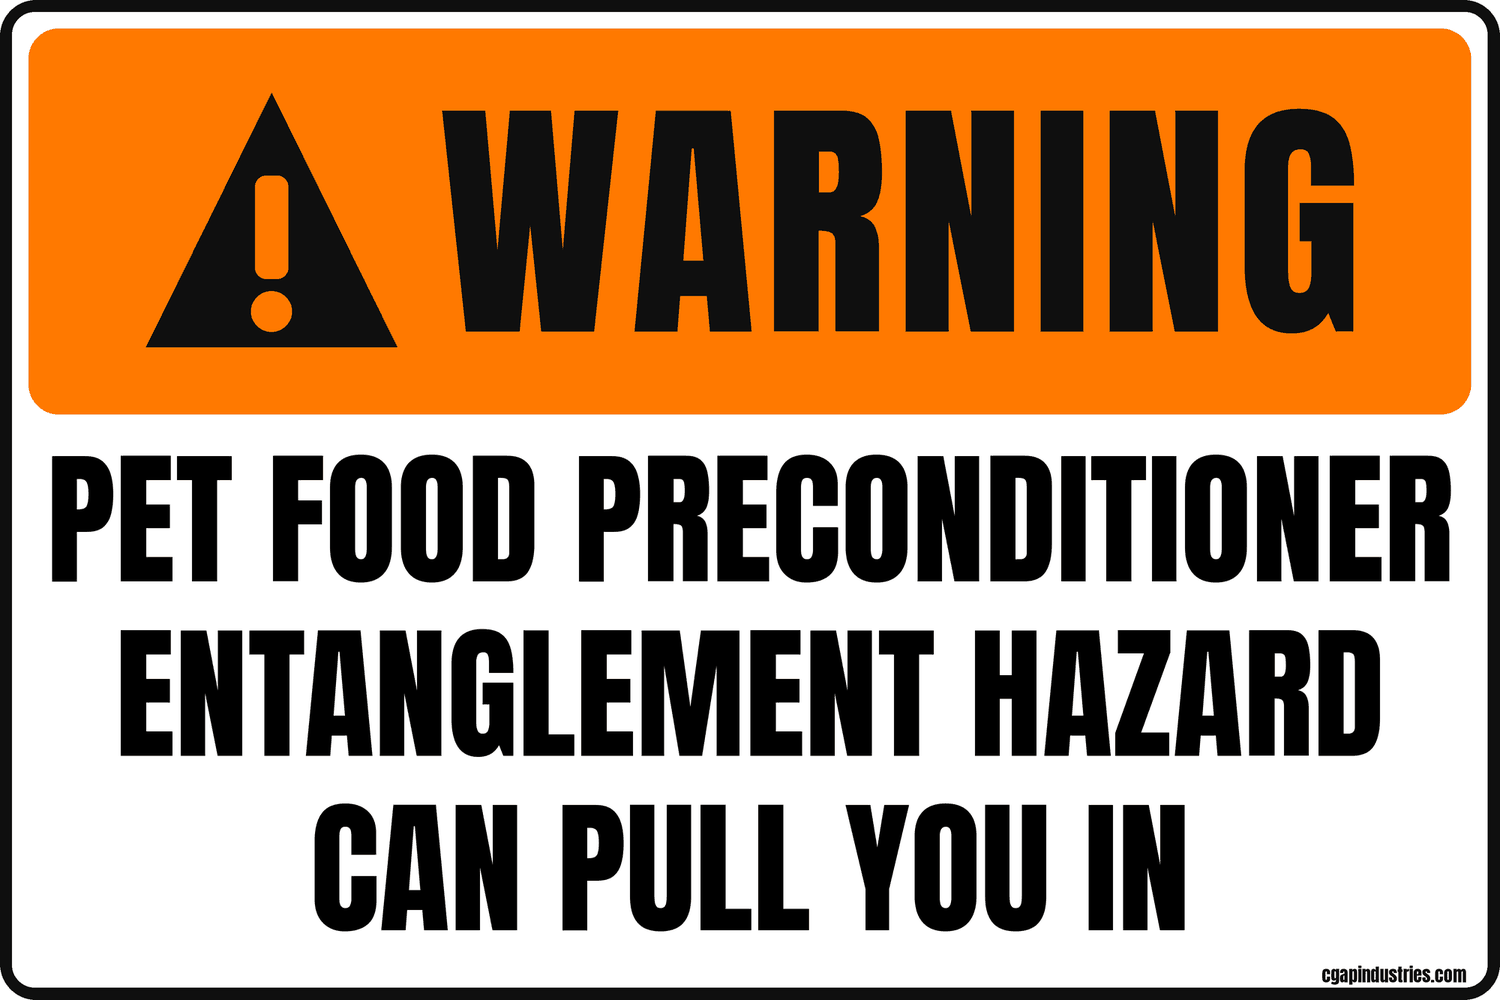 WARNING
PET FOOD PRECONDITIONER
ENTANGLEMENT HAZARD
CAN PULL YOU IN
cgapindustries.com